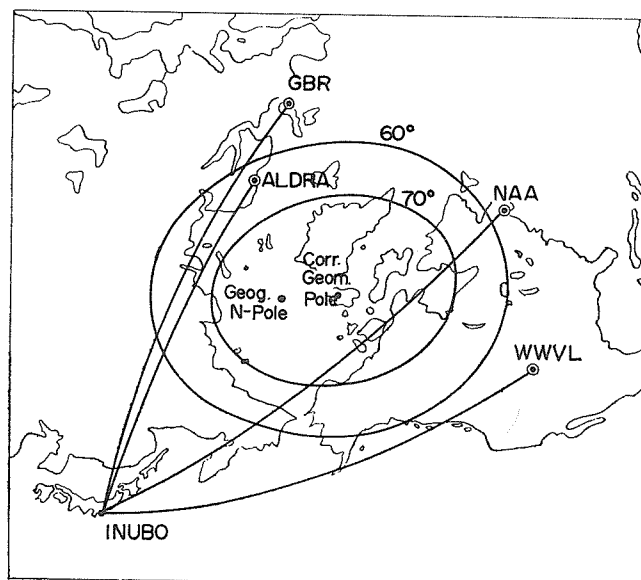 GBR
60°
ALDRA
70°
NAA
Corr.
Geom.
Pole
Geog.
N-Pole
WWVL
INUBO